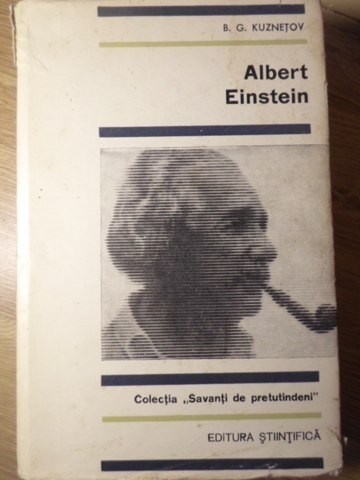 B. G. KUZNEȚOV
Albert
Einstein
Colecția „Savanți de pretutindeni"
EDITURA ȘTIINȚIFICĂ